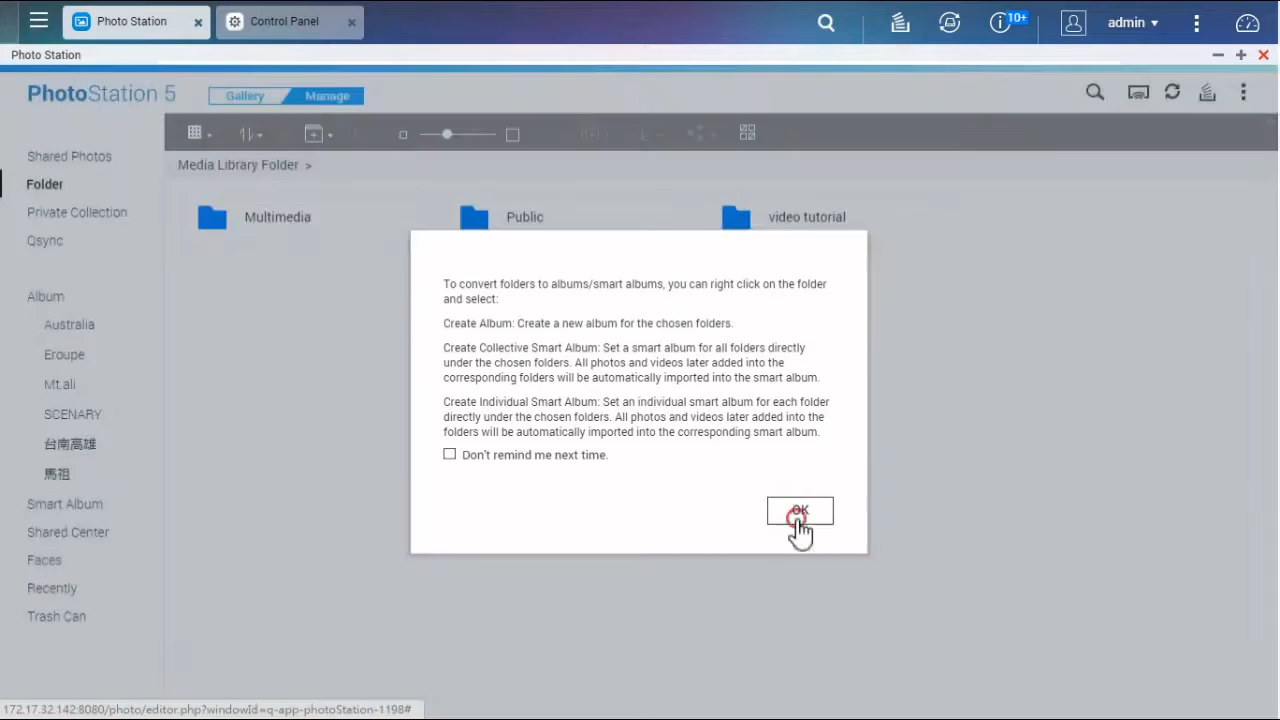 Photo Station
Control Panel
10+
admin
Photo Station
PhotoStation 5
Gallery
Manage
Shared Photos
Folder
Private Collection
Qsync
Album
Australia
Eroupe
Mt.ali
SCENARY
台南高雄
馬祖
Smart Album
Shared Center
Faces
Recently
Trash Can
Media Library Folder >
Multimedia
Public
video tutorial
To convert folders to albums/smart albums, you can right click on the folder
and select:
Create Album: Create a new album for the chosen folders.
Create Collective Smart Album: Set a smart album for all folders directly
under the chosen folders. All photos and videos later added into the
corresponding folders will be automatically imported into the smart album.
Create Individual Smart Album: Set an individual smart album for each folder
directly under the chosen folders. All photos and videos later added into the
folders will be automatically imported into the corresponding smart album.
Don't remind me next time.
OK
172.17.32.142:8080/photo/editor.php?windowId=q-app-photoStation-1198#